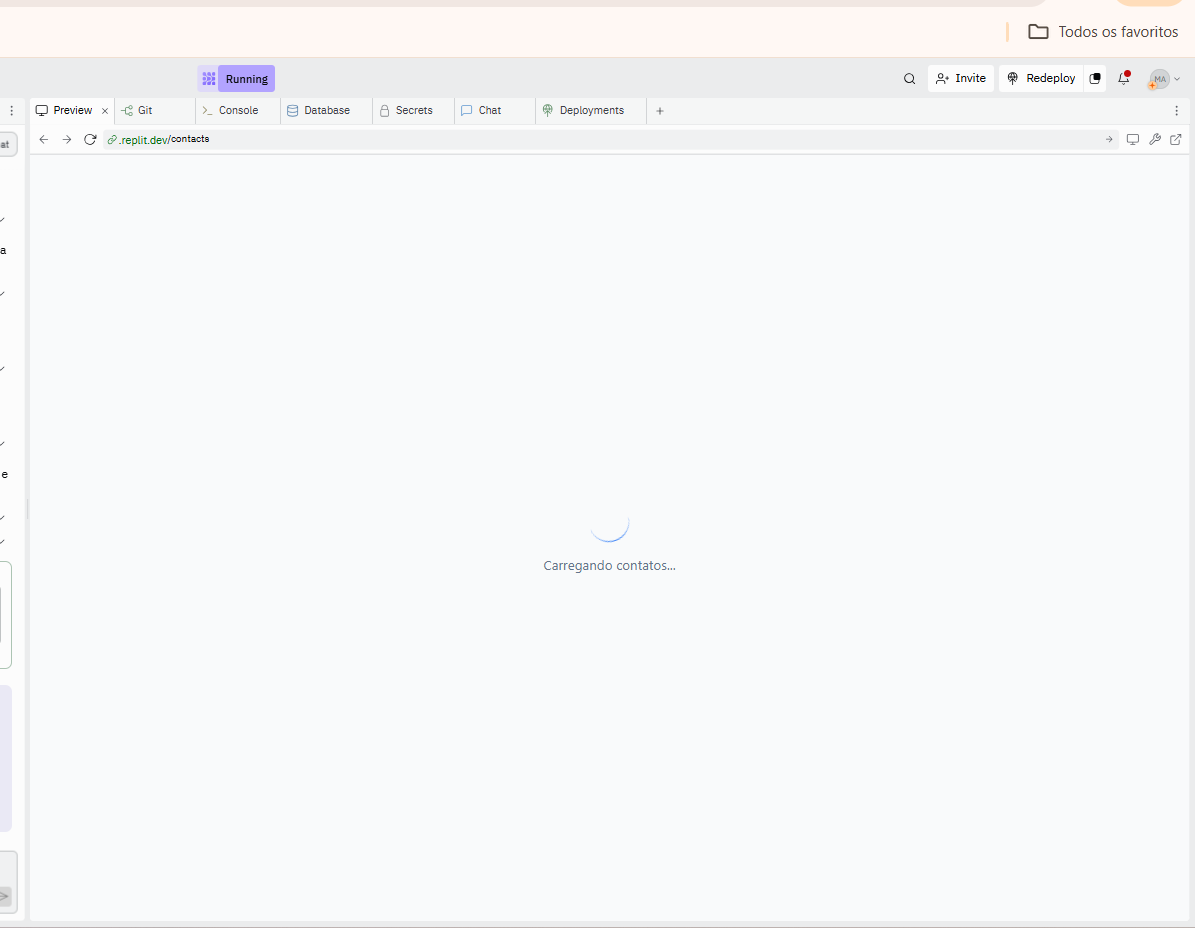 Todos os favoritos
Running
Invite
Redeploy
MA
Preview
Git
Console
Database
Secrets
Chat
Deployments
at
.replit.dev/contacts
a
e
Carregando contatos...